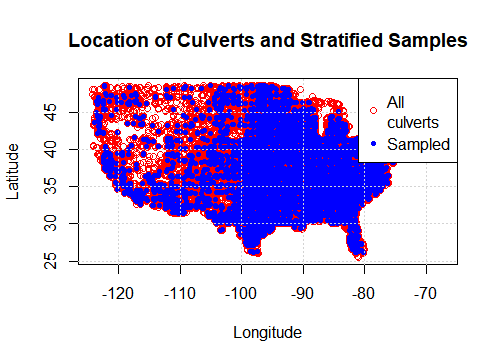 Location of Culverts and Stratified Samples
All
culverts
Sampled
Latitude
45
40
35
30
25
-120 -110 -100 -90 -80 -70
Longitude